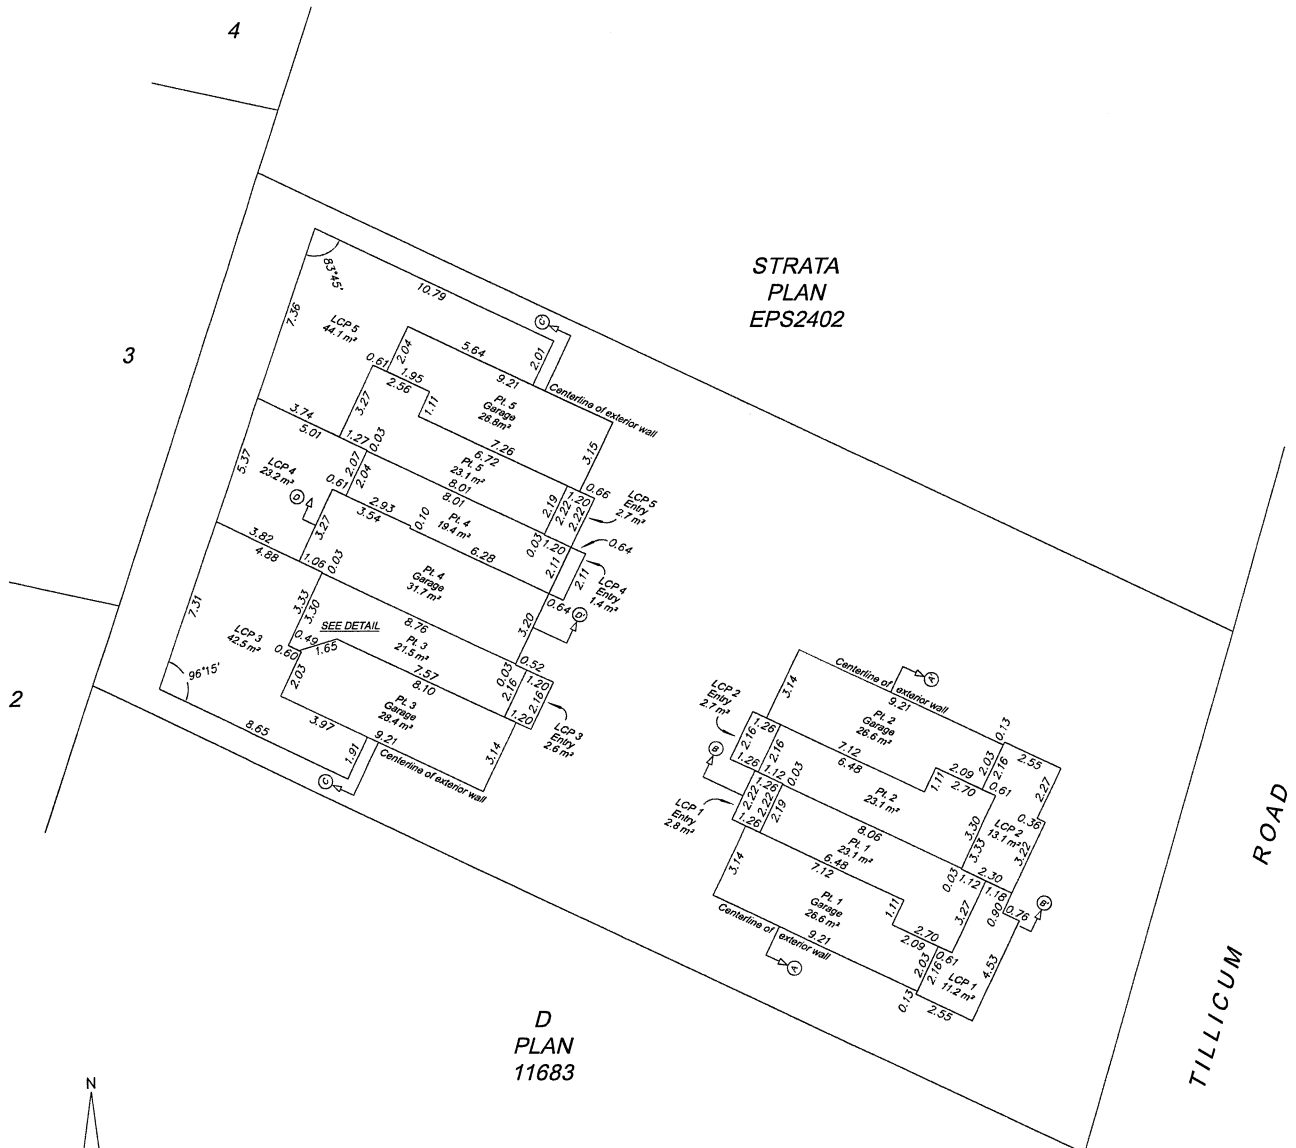 4
3
2
STRATA
PLAN
EPS2402
D
PLAN
11683
TILLICUM ROAD
N
83°45'
10.79
7.36
LCP 5
44.1 m²
C
2.04
5.64
2.01
9.21
Centerline of exterior wall
0.61
1.95
2.56
Pt. 5
Garage
26.8m²
3.27
1.11
3.15
3.74
5.01
1.27
0.03
7.26
6.72
Pt. 5
23.1 m²
8.01
0.66
1.20
2.19
2.22
2.22
LCP 5
Entry
2.7 m²
5.37
LCP 4
23.2 m²
D
0.61
2.07
2.04
8.01
Pt. 4
19.4 m²
2.93
3.54
0.10
6.28
0.03
1.20
0.64
2.11
2.11
LCP 4
Entry
1.4 m²
3.27
3.82
4.88
1.06
0.03
Pt. 4
Garage
31.7 m²
0.64
D'
3.20
7.31
3.33
3.30
8.76
SEE DETAIL
Pt. 3
21.5 m²
0.52
LCP 3
42.5 m²
0.49
0.60
1.65
7.57
8.10
0.03
2.16
1.20
2.16
1.20
LCP 3
Entry
2.6 m²
96°15'
2.03
Pt. 3
Garage
28.4 m²
3.97
9.21
8.65
1.91
3.14
Centerline of exterior wall
C
Centerline of exterior wall
A
3.14
9.21
LCP 2
Entry
2.7 m²
Pt. 2
Garage
26.6 m²
0.13
2.55
1.26
2.16
2.16
1.26
1.12
0.03
B
7.12
6.48
1.11
2.09
2.70
2.03
2.16
0.61
2.27
Pt. 2
23.1 m²
0.36
LCP 2
13.1 m²
3.22
3.30
3.33
LCP 1
Entry
2.8 m²
1.26
2.22
2.22
2.19
1.26
8.06
Pt. 1
23.1 m²
6.48
7.12
2.30
0.03
1.12
1.18
0.90
0.76
B'
3.14
Pt. 1
Garage
26.6 m²
1.11
3.27
2.70
2.09
Centerline of exterior wall
9.21
A
2.03
2.16
0.61
4.53
LCP 1
11.2 m²
0.13
2.55